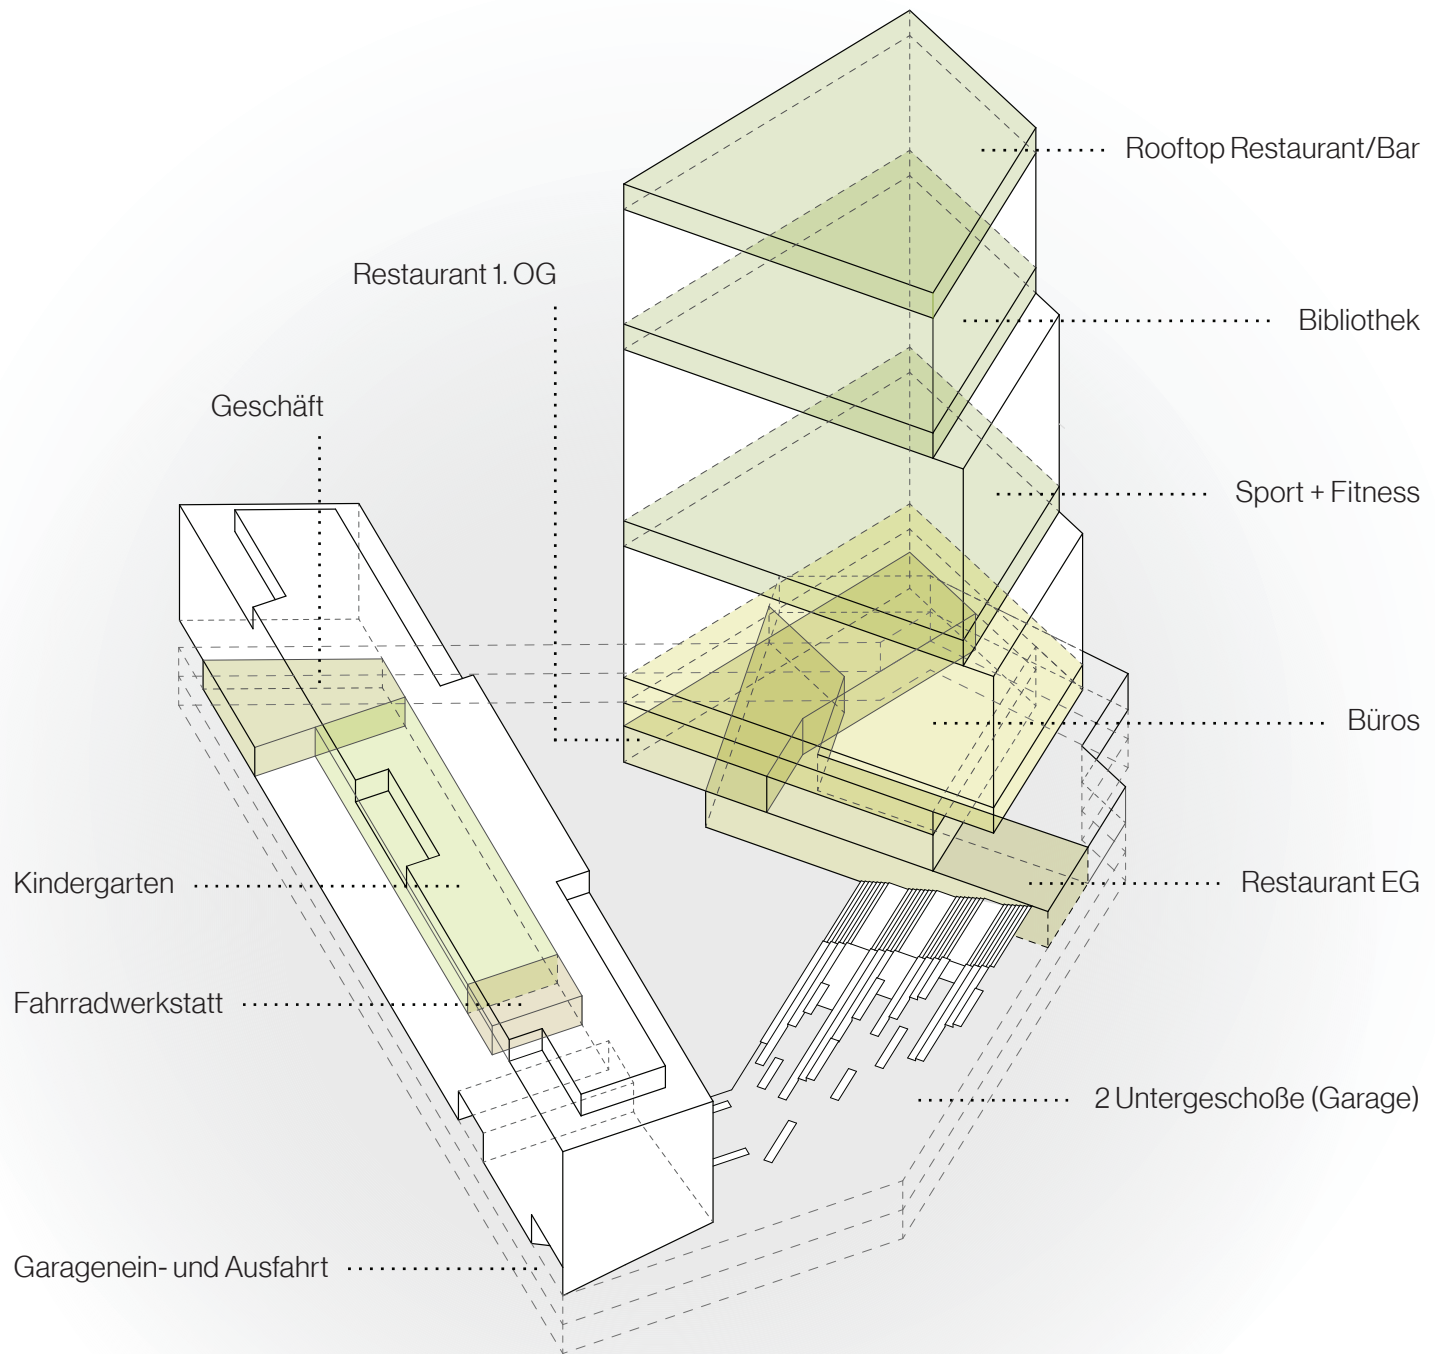 Rooftop Restaurant/Bar
Restaurant 1. OG
Bibliothek
Geschäft
Sport + Fitness
Büros
Kindergarten
Restaurant EG
Fahrradwerkstatt
2 Untergeschoße (Garage)
Garagenein- und Ausfahrt